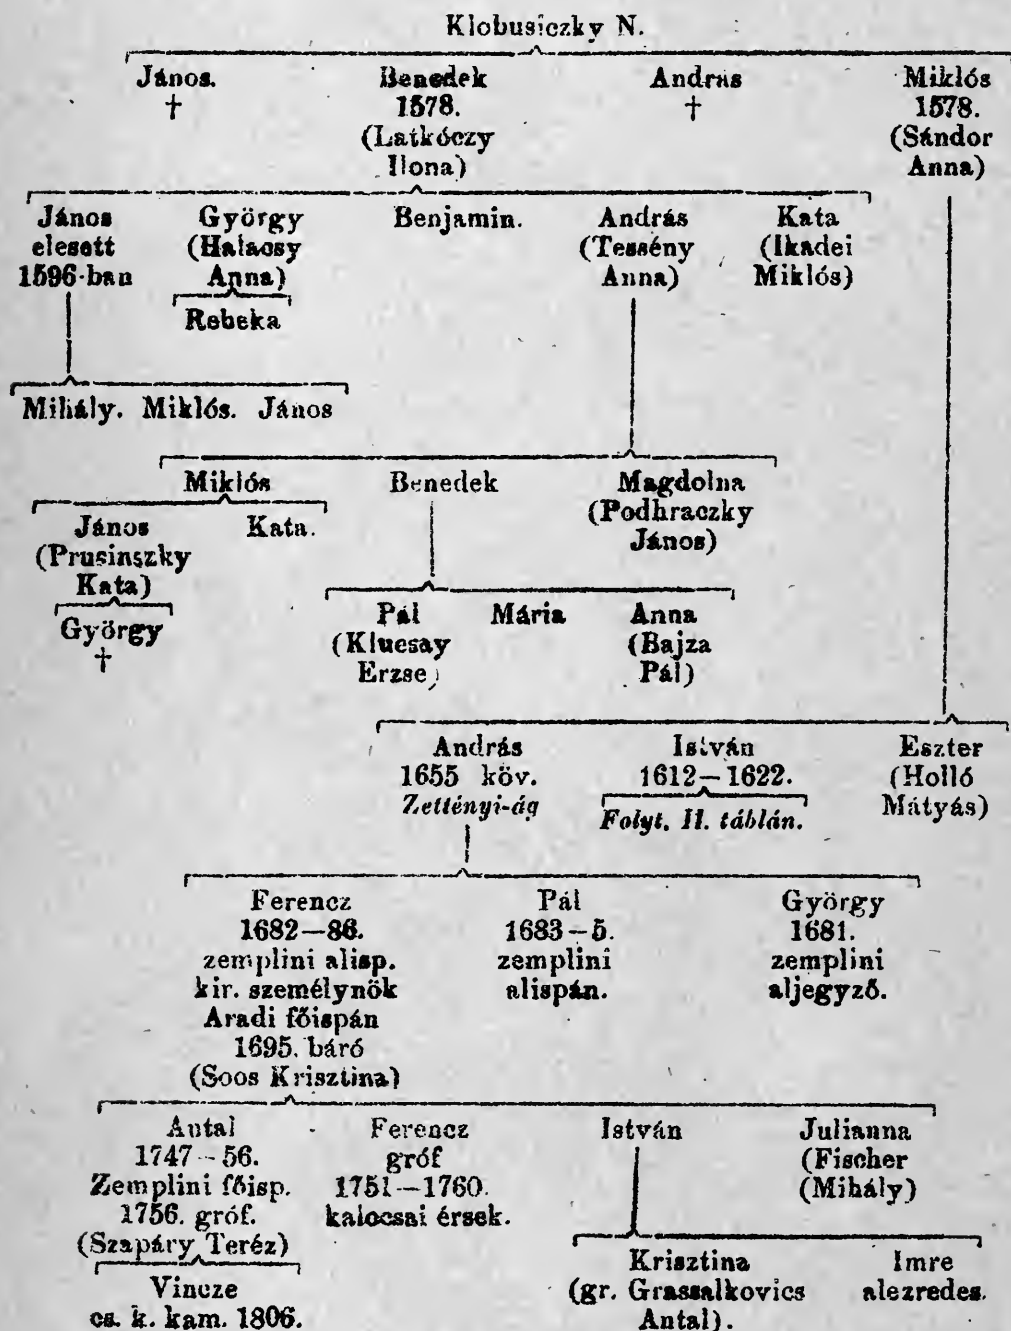 Klobusiczky N.
János. Benedek András Miklós
† 1578. † 1578.
(Latkóczy (Sándor
Ilona) Anna)
János György Benjamin. András Kata
elesett (Halacsy (Tessény (Ikadei
1596-ban Anna) Anna) Miklós)
Rebeka
Mihály. Miklós. János
Miklós Benedek Magdolna
(Podhraczky
János)
János Kata.
(Prusinszky
Kata)
György
†
Pál Mária Anna
(Klucsay (Bajza
Erzse) Pál)
András István Eszter
1655 köv. 1612–1622. (Holló
Zettényi-ág Folyt. II. táblán. Mátyás)
Ferencz Pál György
1682–86. 1683–5. 1681.
zemplini alisp. zemplini zemplini
kir. személynök alispán. aljegyző.
Aradi főispán
1695. báró
(Soos Krisztina)
Antal Ferencz István Julianna
1747–56. gróf (Fischer
Zemplini főisp. 1751–1760. (Mihály)
1756. gróf. kalocsai érsek.
(Szapáry Teréz)
Vincze Krisztina Imre
cs. k. kam. 1806. (gr. Grassalkovics alezredes.
Antal).